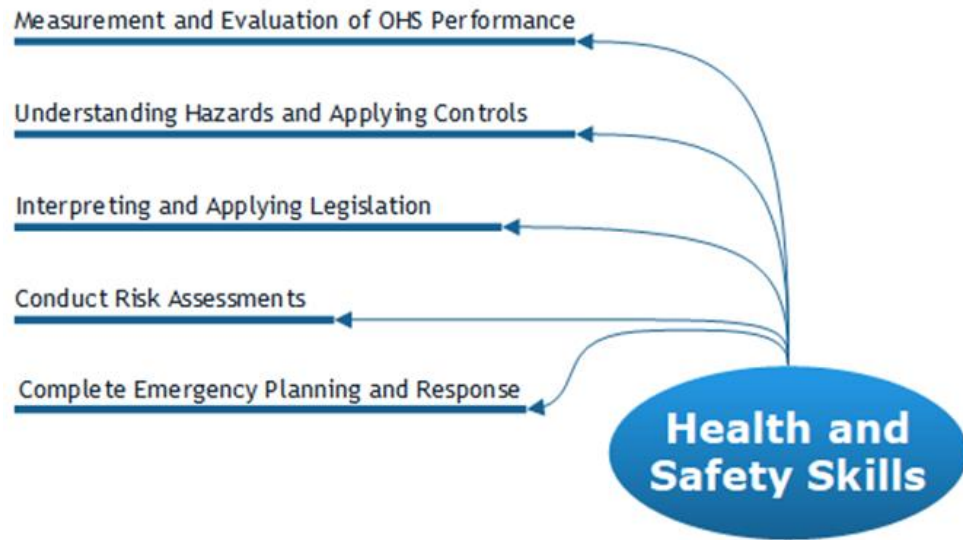 Measurement and Evaluation of OHS Performance
Understanding Hazards and Applying Controls
Interpreting and Applying Legislation
Conduct Risk Assessments
Complete Emergency Planning and Response
Health and
Safety Skills